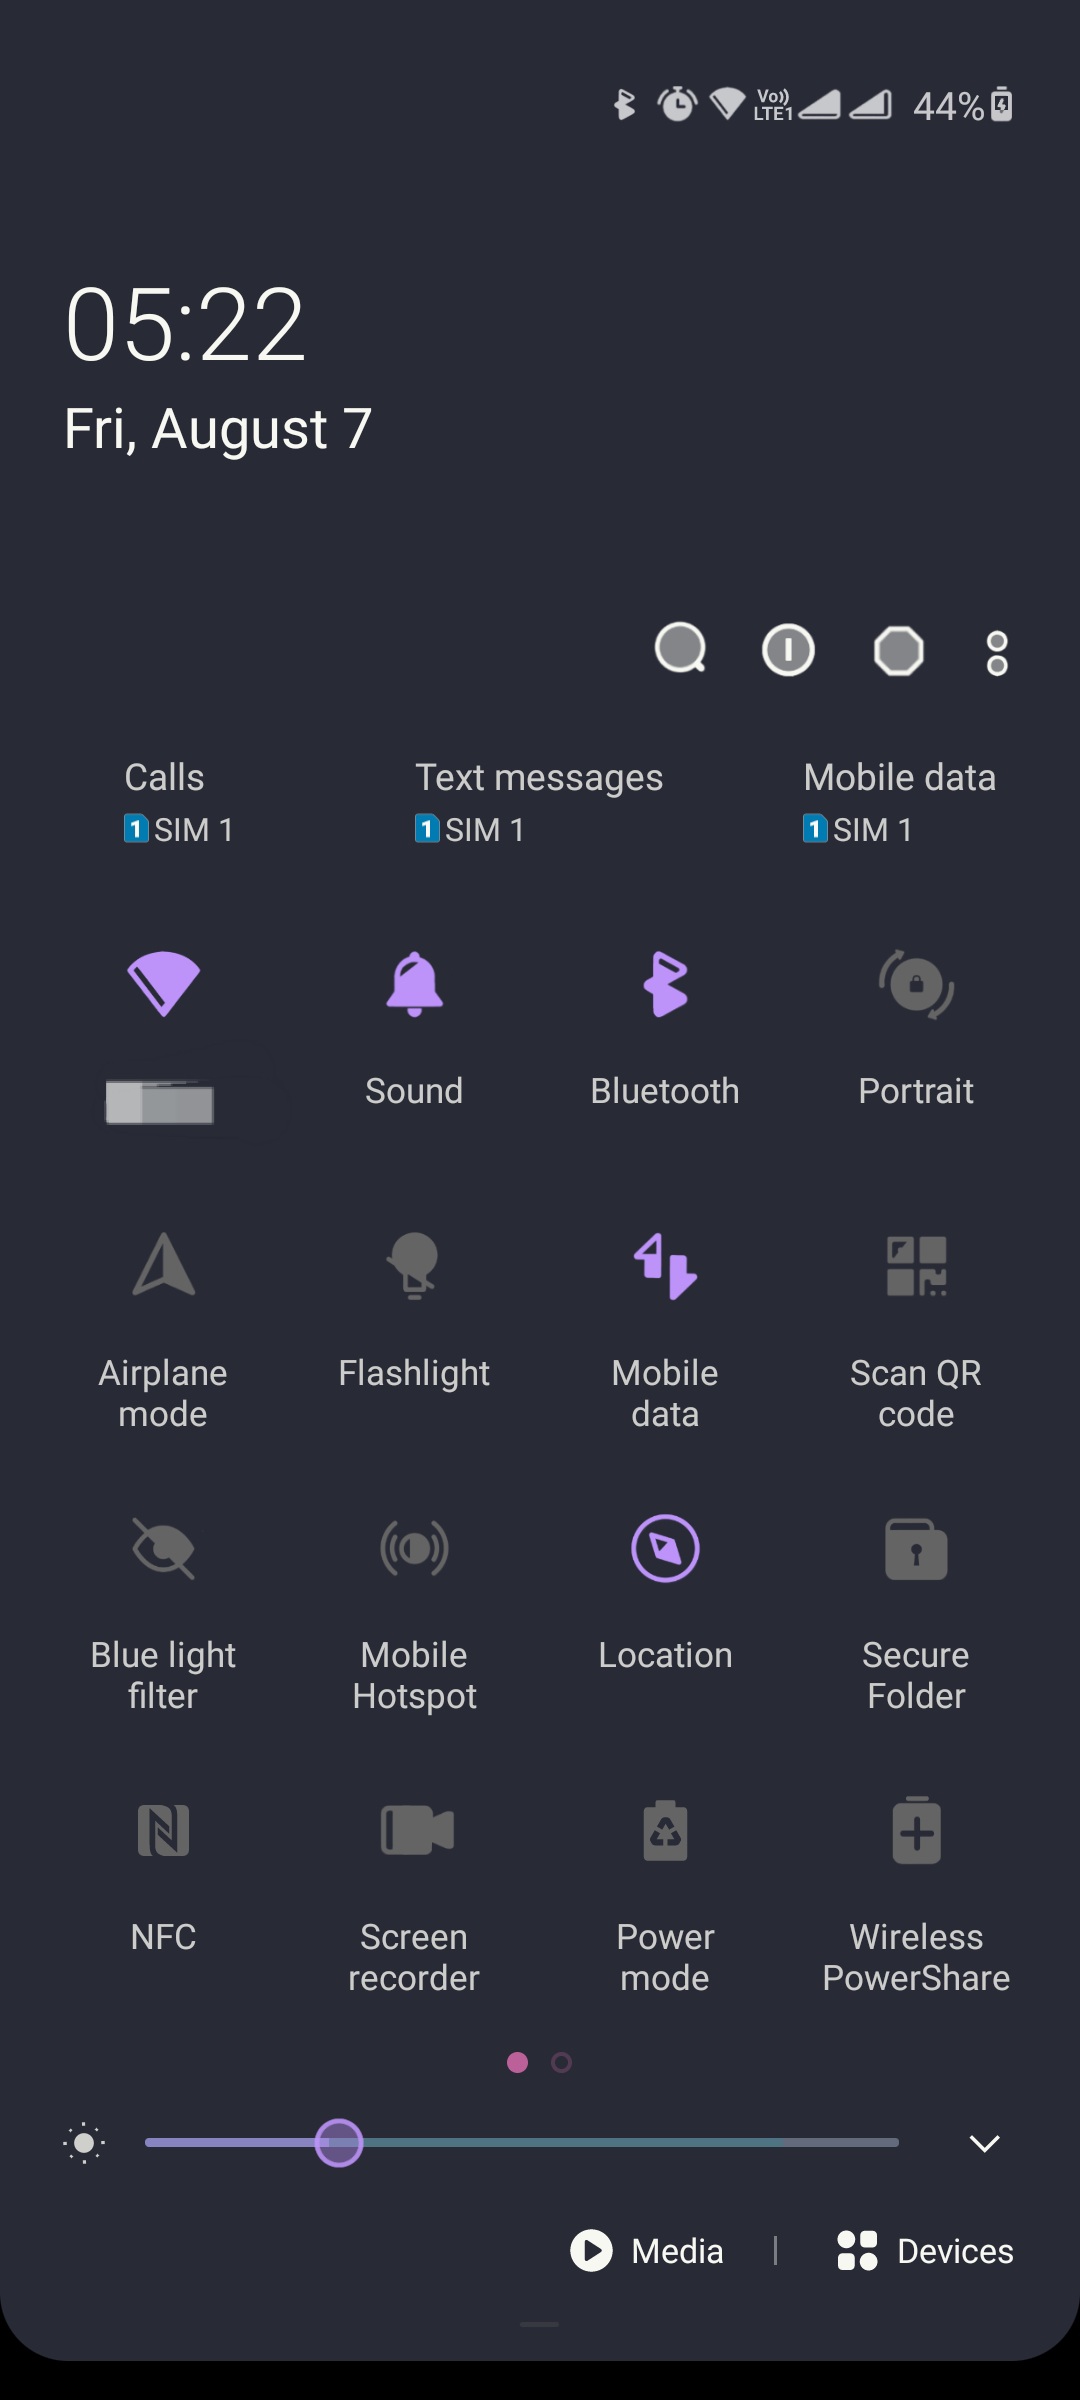 Vo))
LTE1
44%
05:22
Fri, August 7
Calls
1 SIM 1
Text messages
1 SIM 1
Mobile data
1 SIM 1
Sound
Bluetooth
Portrait
Airplane
mode
Flashlight
Mobile
data
Scan QR
code
Blue light
filter
Mobile
Hotspot
Location
Secure
Folder
NFC
Screen
recorder
Power
mode
Wireless
PowerShare
Media
Devices